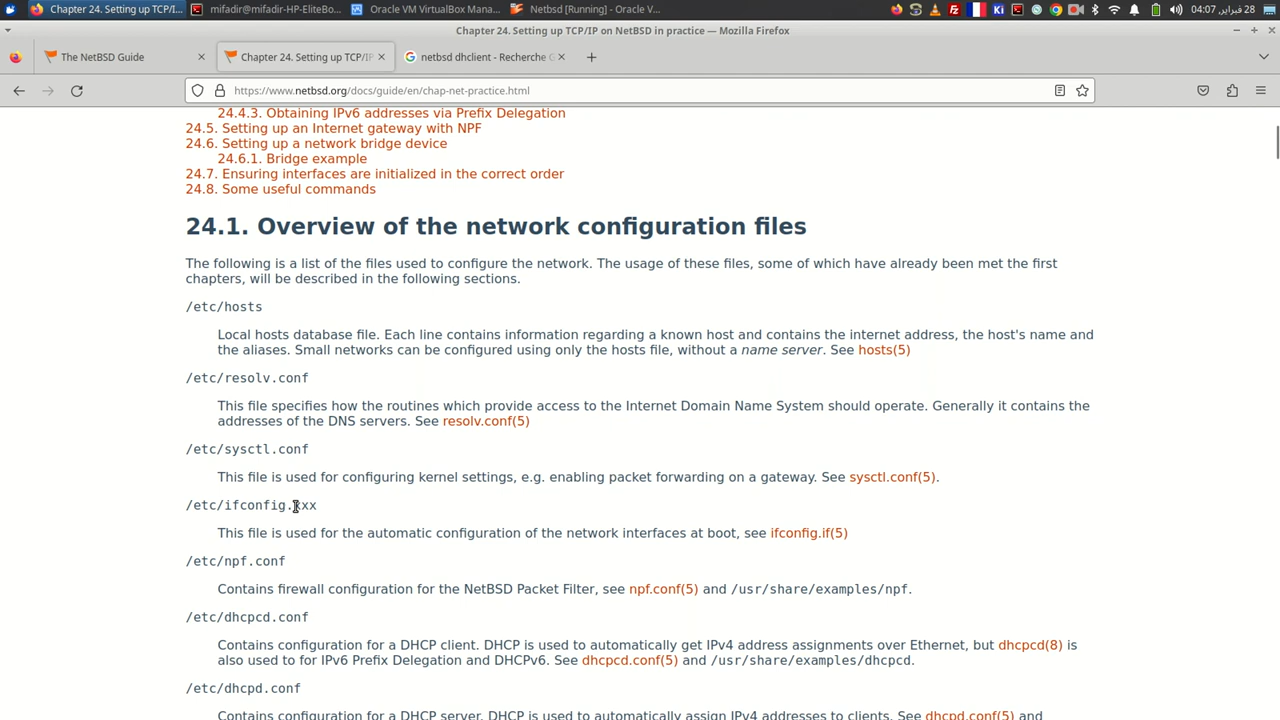 Chapter 24. Setting up TCP/I...
mifadir@mifadir-HP-EliteBo...
Oracle VM VirtualBox Mana...
Netbsd [Running] - Oracle V...
28 فبراير, 04:07
Chapter 24. Setting up TCP/IP on NetBSD in practice — Mozilla Firefox
The NetBSD Guide
Chapter 24. Setting up TCP/IP
netbsd dhclient - Recherche G
https://www.netbsd.org/docs/guide/en/chap-net-practice.html
24.4.3. Obtaining IPv6 addresses via Prefix Delegation
24.5. Setting up an Internet gateway with NPF
24.6. Setting up a network bridge device
24.6.1. Bridge example
24.7. Ensuring interfaces are initialized in the correct order
24.8. Some useful commands
24.1. Overview of the network configuration files
The following is a list of the files used to configure the network. The usage of these files, some of which have already been met the first
chapters, will be described in the following sections.
/etc/hosts
Local hosts database file. Each line contains information regarding a known host and contains the internet address, the host's name and
the aliases. Small networks can be configured using only the hosts file, without a name server. See hosts(5)
/etc/resolv.conf
This file specifies how the routines which provide access to the Internet Domain Name System should operate. Generally it contains the
addresses of the DNS servers. See resolv.conf(5)
/etc/sysctl.conf
This file is used for configuring kernel settings, e.g. enabling packet forwarding on a gateway. See sysctl.conf(5).
/etc/ifconfig.xxx
This file is used for the automatic configuration of the network interfaces at boot, see ifconfig.if(5)
/etc/npf.conf
Contains firewall configuration for the NetBSD Packet Filter, see npf.conf(5) and /usr/share/examples/npf.
/etc/dhcpcd.conf
Contains configuration for a DHCP client. DHCP is used to automatically get IPv4 address assignments over Ethernet, but dhcpcd(8) is
also used to for IPv6 Prefix Delegation and DHCPv6. See dhcpcd.conf(5) and /usr/share/examples/dhcpcd.
/etc/dhcpd.conf
Contains configuration for a DHCP server. DHCP is used to automatically assign IPv4 addresses to clients. See dhcpd.conf(5) and